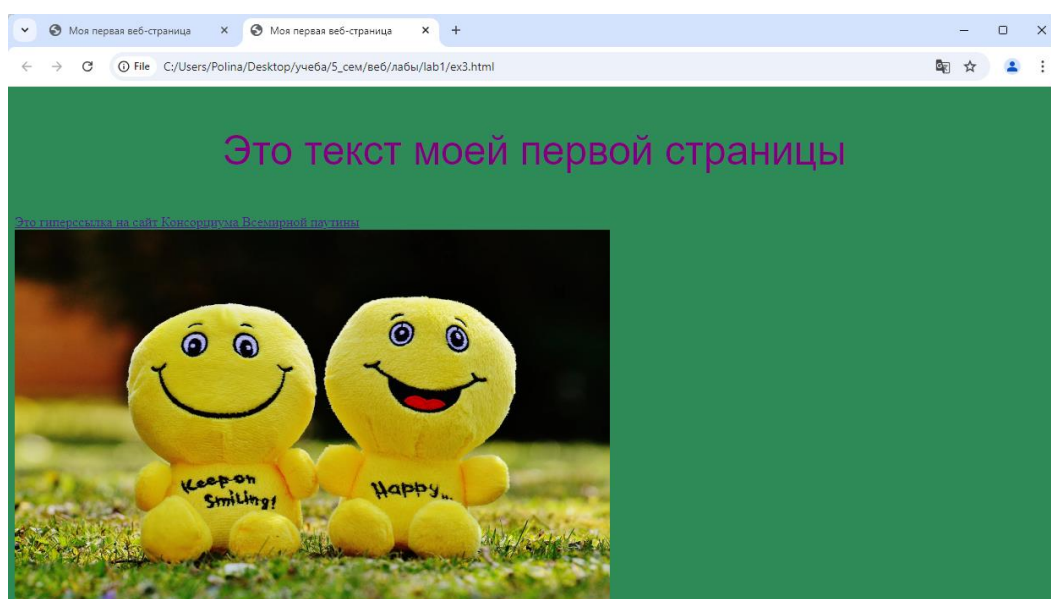 Моя первая веб-страница
Моя первая веб-страница
File C:/Users/Polina/Desktop/учеба/5_сем/веб/лабы/lab1/ex3.html
Это текст моей первой страницы
Это гиперссылка на сайт Консорциума Всемирной паутины
Keep on
Smiling!
Happy...